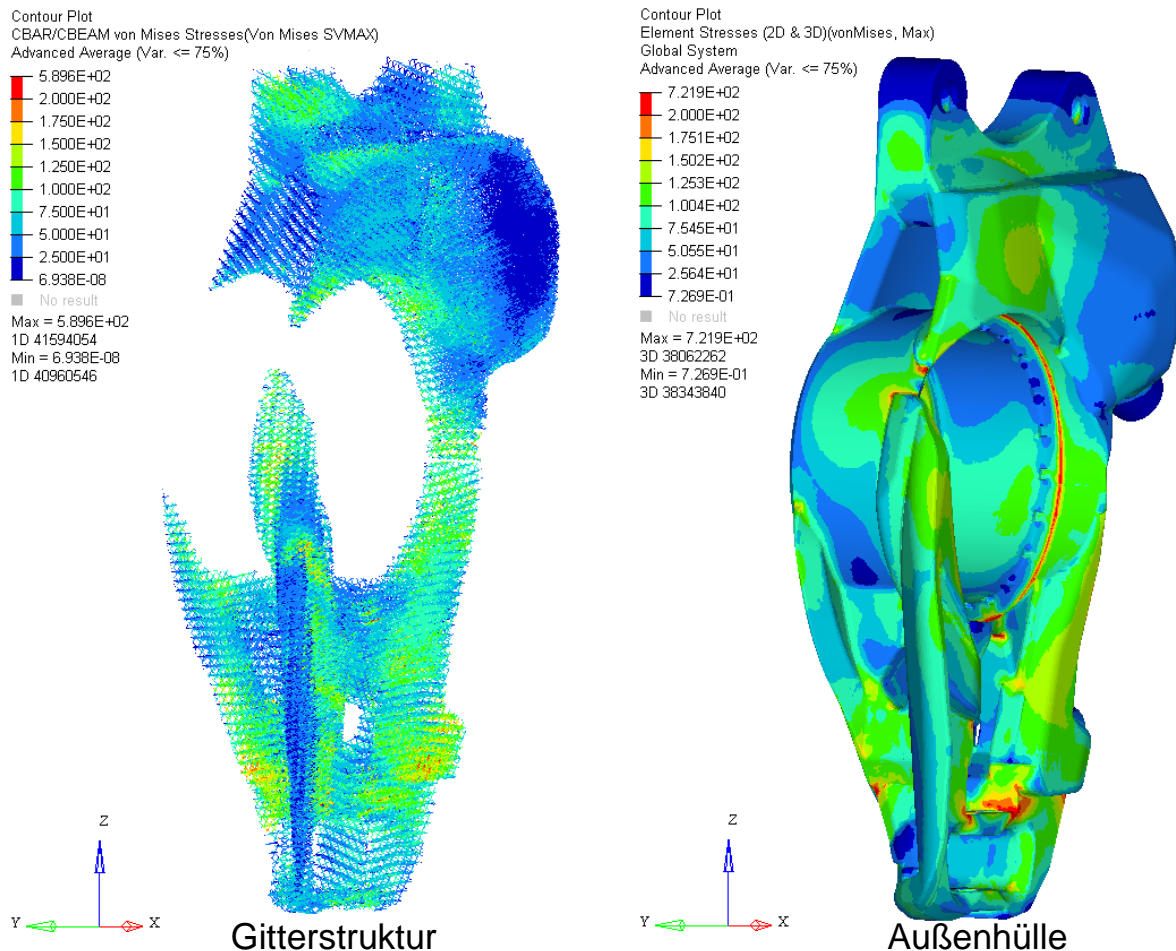 Contour Plot
CBAR/CBEAM von Mises Stresses(Von Mises SVMAX)
Advanced Average (Var. <= 75%)
5.896E+02
2.000E+02
1.750E+02
1.500E+02
1.250E+02
1.000E+02
7.500E+01
5.000E+01
2.500E+01
6.938E-08
No result
Max = 5.896E+02
1D 41594054
Min = 6.938E-08
1D 40960546
Z
Y
X
Gitterstruktur
Contour Plot
Element Stresses (2D & 3D)(vonMises, Max)
Global System
Advanced Average (Var. <= 75%)
7.219E+02
2.000E+02
1.751E+02
1.502E+02
1.253E+02
1.004E+02
7.545E+01
5.055E+01
2.564E+01
7.269E-01
No result
Max = 7.219E+02
3D 38062262
Min = 7.269E-01
3D 38343840
Z
Y
X
Außenhülle